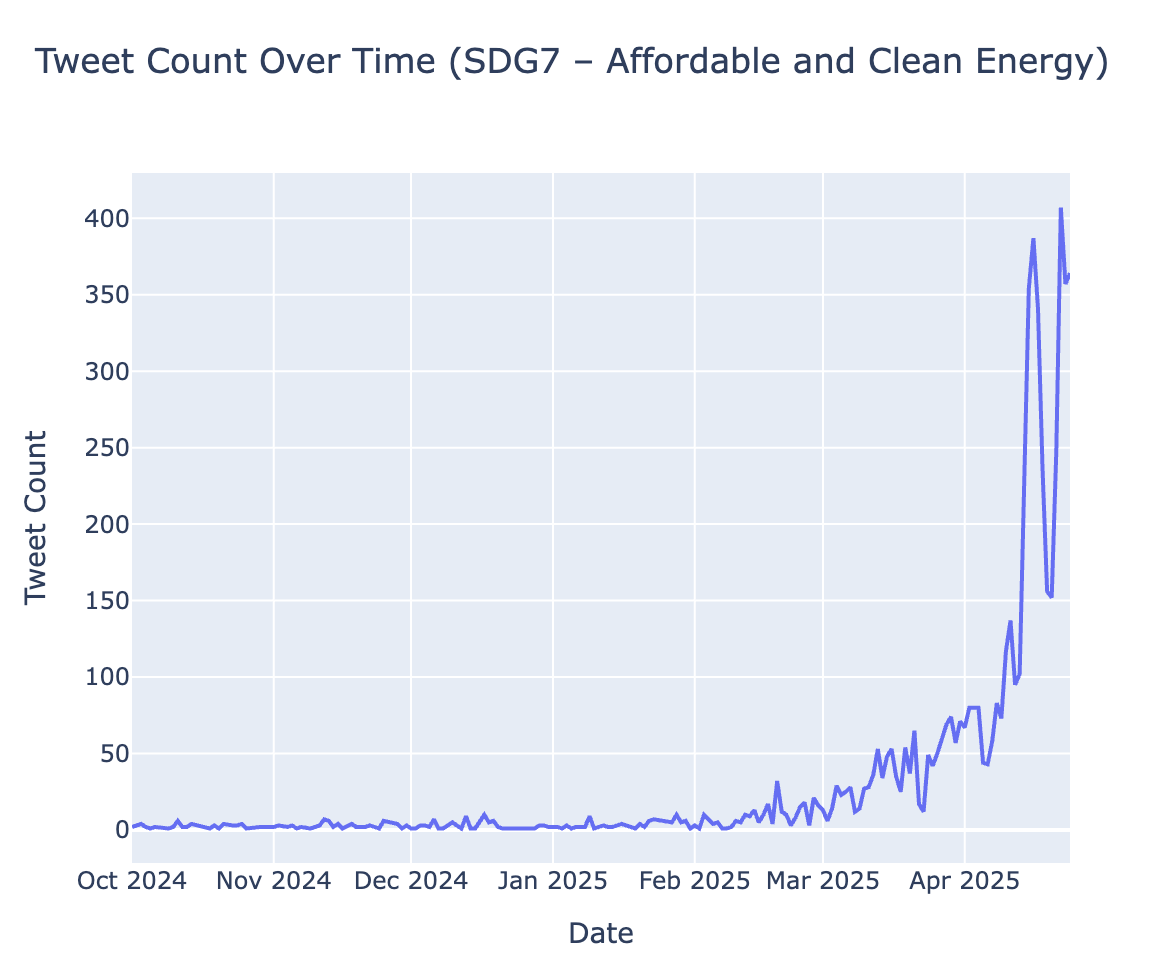 Tweet Count Over Time (SDG7 – Affordable and Clean Energy)
400
350
300
250
200
150
100
50
0
Tweet Count
Oct 2024 Nov 2024 Dec 2024 Jan 2025 Feb 2025 Mar 2025 Apr 2025
Date